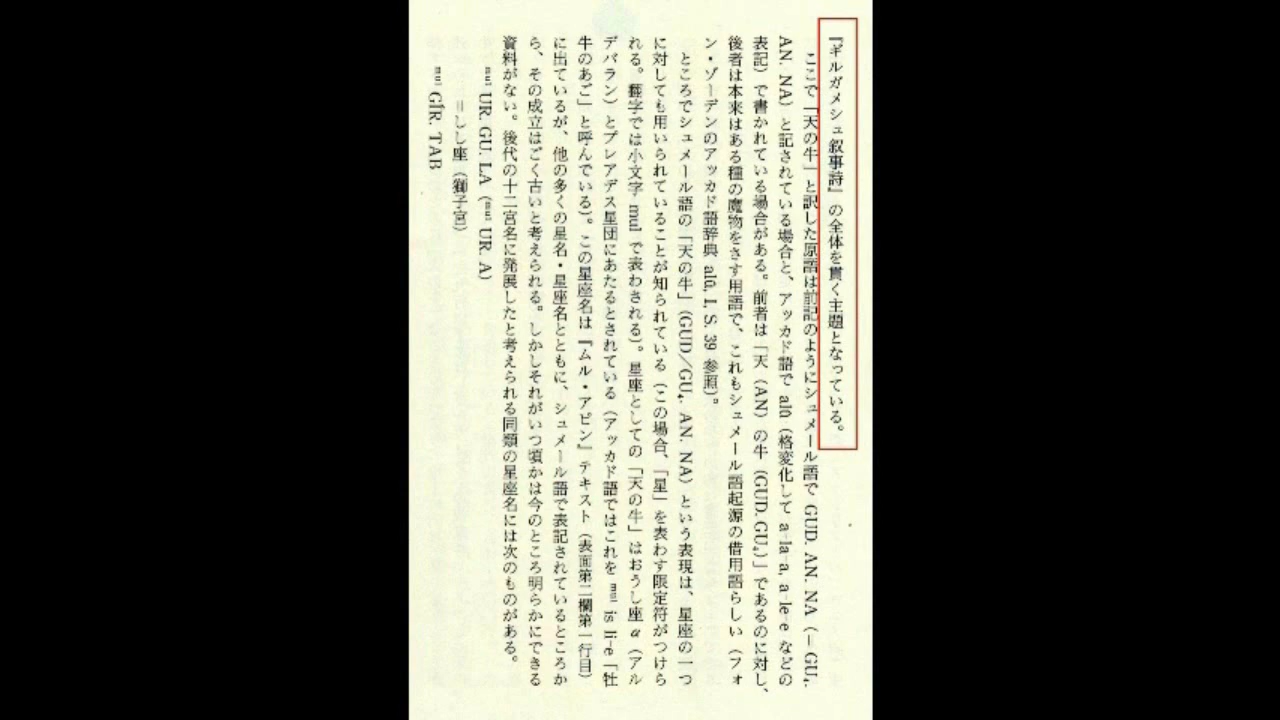 『ギルガメシュ叙事詩』の全体を貫く主題となっている。
ここで「天の牛」と訳した原語は前記のようにシュメール語で GUD. AN. NA(=GU₄.
AN. NA)と記されている場合と、アッカド語で alû(格変化して a-la-a, a-le-e などの
表記)で書かれている場合がある。前者は「天(AN)の牛(GUD. GU₄)」であるのに対し、
後者は本来はある種の魔物をさす用語で、これもシュメール語起源の借用語らしい(フォ
ン・ゾーデンのアッカド語辞典 alû, I, S. 39 参照)。
ところでシュメール語の「天の牛」(GUD/GU₄. AN. NA)という表現は、星座の一つ
に対しても用いられていることが知られている(この場合、「星」を表わす限定符がつけら
れる。翻字では小文字 mul で表わされる)。星座としての「天の牛」はおうし座 α(アル
デバラン)とプレアデス星団にあたるとされている(アッカド語ではこれを ᵐᵘˡ is li-e「牡
牛のあご」と呼んでいる)。この星座名は『ムル・アピン』テキスト(表面第二欄第一行目)
に出ているが、他の多くの星名・星座名とともに、シュメール語で表記されているところか
ら、その成立はごく古いと考えられる。しかしそれがいつ頃かは今のところ明らかにできる
資料がない。後代の十二宮名に発展したと考えられる同類の星座名には次のものがある。
ᵐᵘˡ UR. GU. LA(ᵐᵘˡ UR. A)
=しし座(獅子宮)
ᵐᵘˡ GÍR. TAB